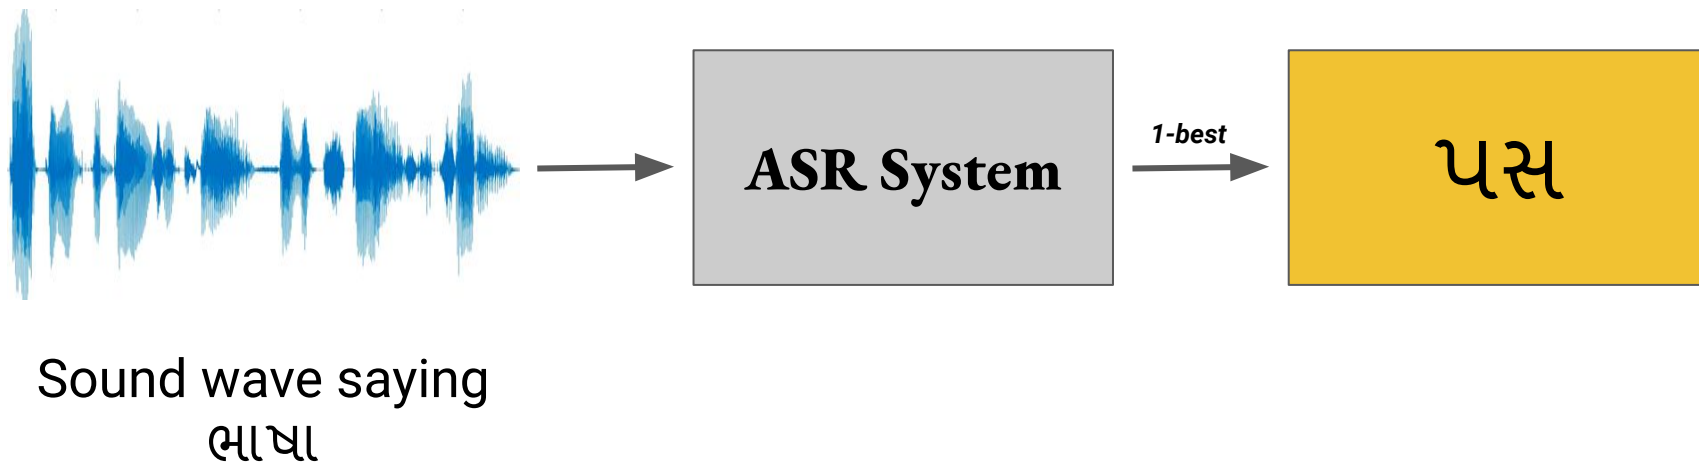 ASR System
1-best
પસ
Sound wave saying
ભાષા